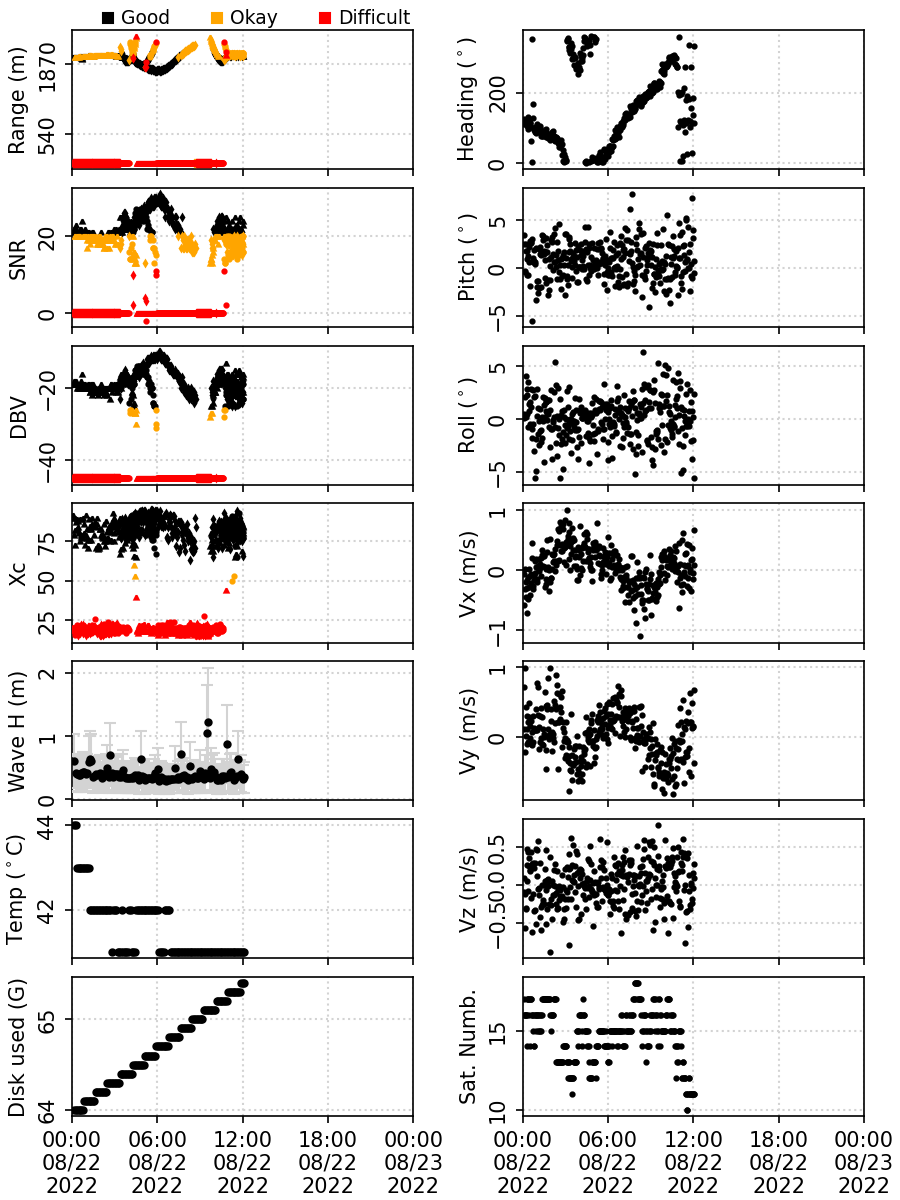 Good Okay Difficult
Range (m)
1870
540
Heading (°)
200
0
SNR
20
0
Pitch (°)
5
0
−5
DBV
−20
−40
Roll (°)
5
0
−5
Xc
75
50
25
Vx (m/s)
1
0
−1
Wave H (m)
2
1
0
Vy (m/s)
1
0
Temp (°C)
44
42
Vz (m/s)
0.5
0.0
−0.5
Disk used (G)
65
64
Sat. Numb.
15
10
00:00 06:00 12:00 18:00 00:00 00:00 06:00 12:00 18:00 00:00
08/22 08/22 08/22 08/22 08/23 08/22 08/22 08/22 08/22 08/23
2022 2022 2022 2022 2022 2022 2022 2022 2022 2022